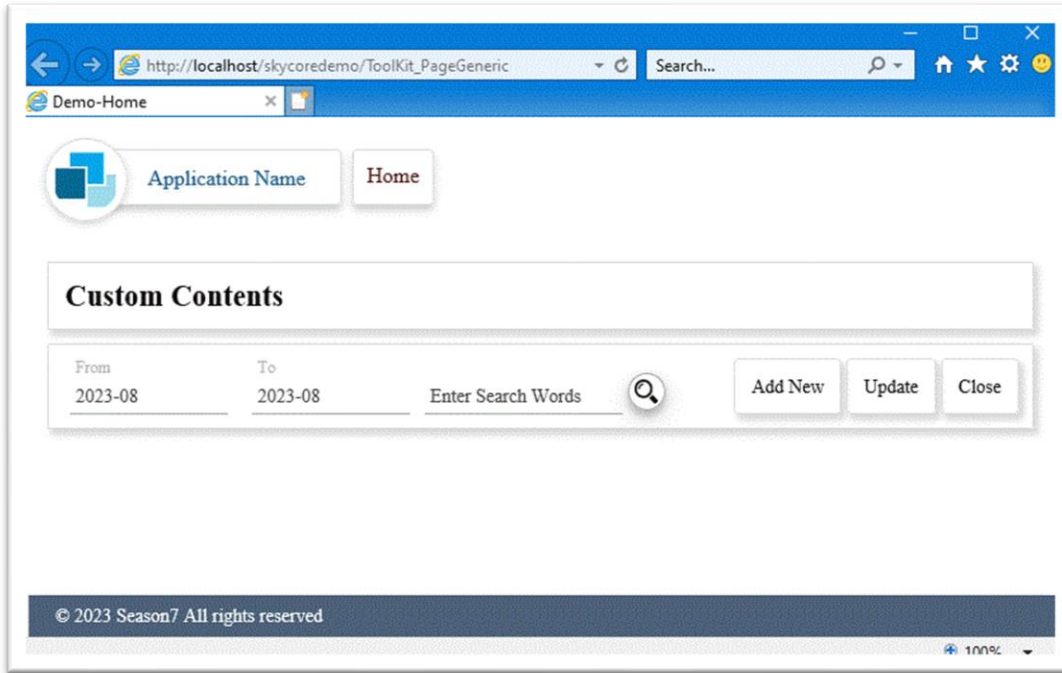 http://localhost/skycoredemo/ToolKit_PageGeneric
Search...
Demo-Home
Application Name
Home
Custom Contents
From
To
2023-08
2023-08
Enter Search Words
Add New
Update
Close
© 2023 Season7 All rights reserved
100%